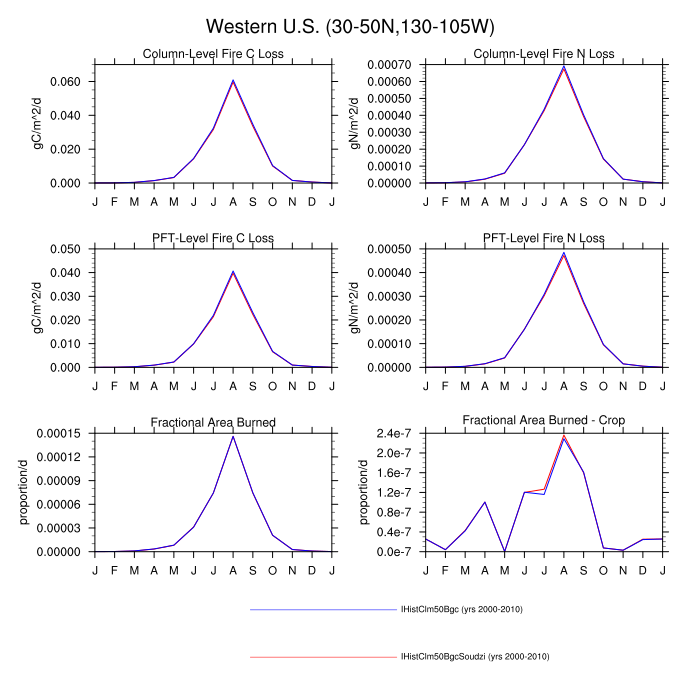 Western U.S. (30-50N,130-105W)
Column-Level Fire C Loss
gC/m^2/d
0.060
0.040
0.020
0.000
J F M A M J J A S O N D J
Column-Level Fire N Loss
gN/m^2/d
0.00070
0.00060
0.00050
0.00040
0.00030
0.00020
0.00010
0.00000
J F M A M J J A S O N D J
PFT-Level Fire C Loss
gC/m^2/d
0.050
0.040
0.030
0.020
0.010
0.000
J F M A M J J A S O N D J
PFT-Level Fire N Loss
gN/m^2/d
0.00050
0.00040
0.00030
0.00020
0.00010
0.00000
J F M A M J J A S O N D J
Fractional Area Burned
proportion/d
0.00015
0.00012
0.00009
0.00006
0.00003
0.00000
J F M A M J J A S O N D J
Fractional Area Burned - Crop
proportion/d
2.4e-7
2.0e-7
1.6e-7
1.2e-7
0.8e-7
0.4e-7
0.0e-7
J F M A M J J A S O N D J
IHistClm50Bgc (yrs 2000-2010)
IHistClm50BgcSoudzi (yrs 2000-2010)